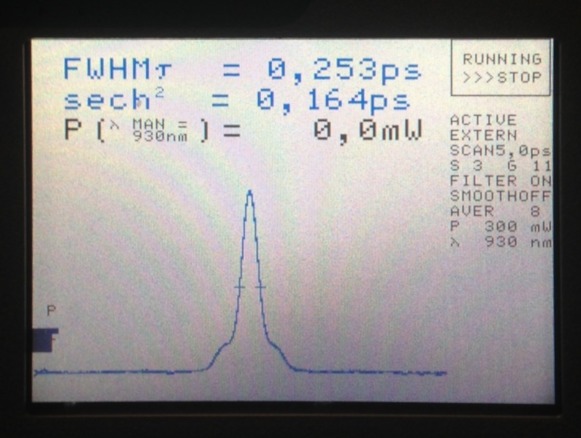 FWHMτ = 0,253ps
sech² = 0,164ps
P (λ MAN = 930nm) = 0,0mW
RUNNING
>>>STOP
ACTIVE
EXTERN
SCAN5,0ps
S 3 G 11
FILTER ON
SMOOTHOFF
AVER 8
P 300 mW
λ 930 nm
P